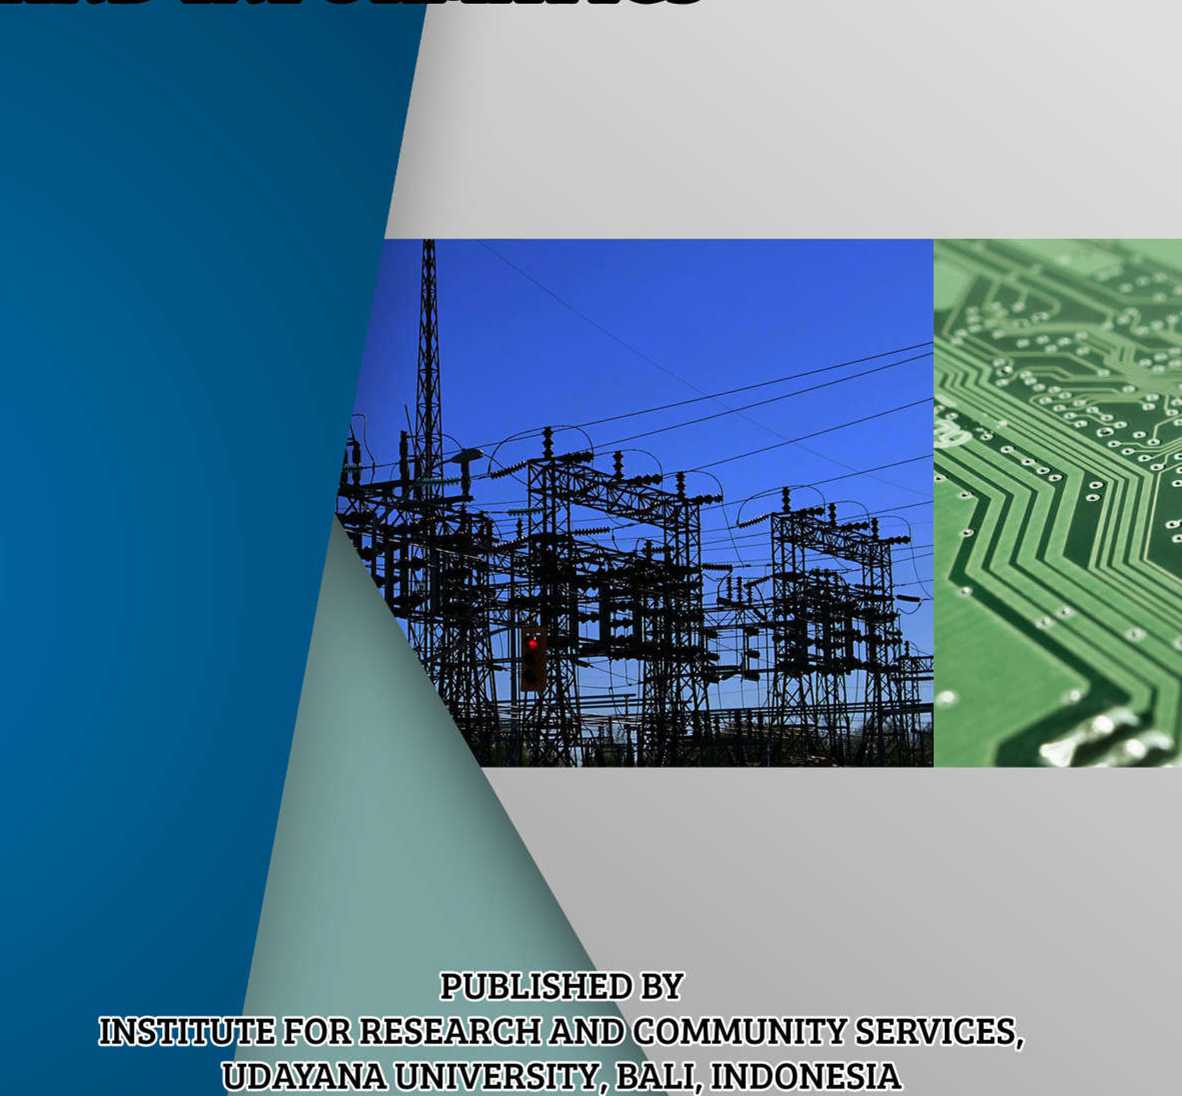 PUBLISHED BY
INSTITUTE FOR RESEARCH AND COMMUNITY SERVICES,
UDAYANA UNIVERSITY, BALI, INDONESIA